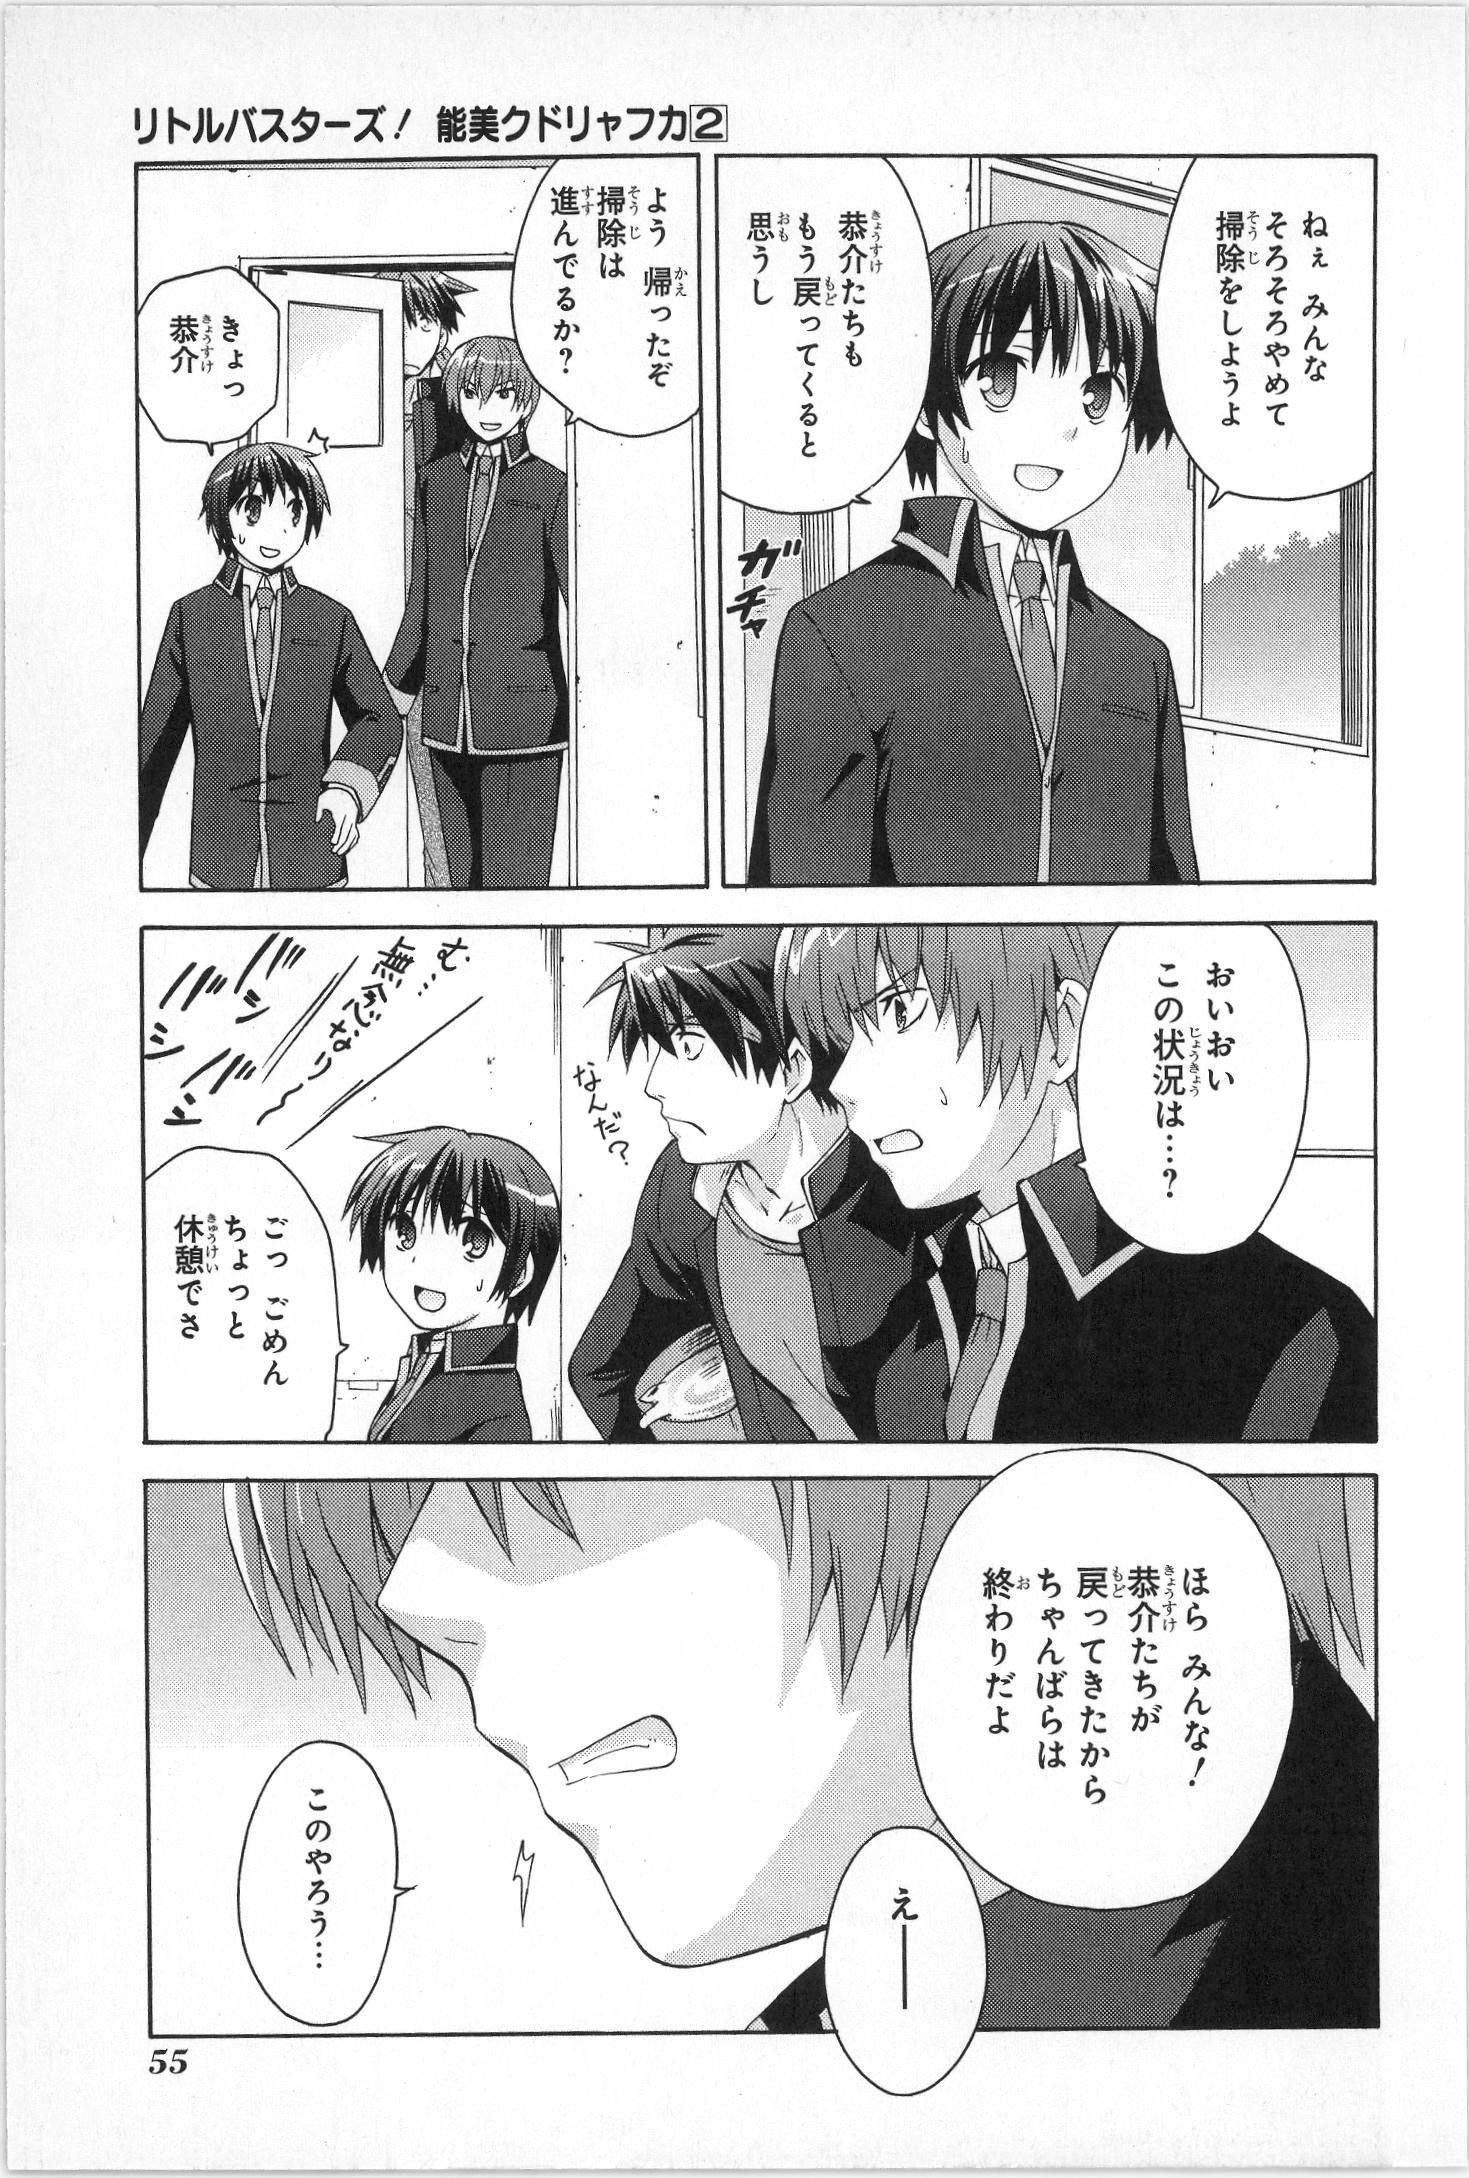 リトルバスターズ! 能美クドリャフカ2
ねぇ みんな
そろそろやめて
掃除をしようよ
恭介たちも
もう戻ってくると
思うし
ガチャ
よう 帰ったぞ
掃除は
進んでるか?
きょっ
恭介
おいおい
この状況は…?
なんだ?
む…
無念なりー
ビシ
ビシ
ごっ ごめん
ちょっと
休憩でさ
ほら みんな!
恭介たちが
戻ってきたから
ちゃんばらは
終わりだよ
えー
このやろう…
55